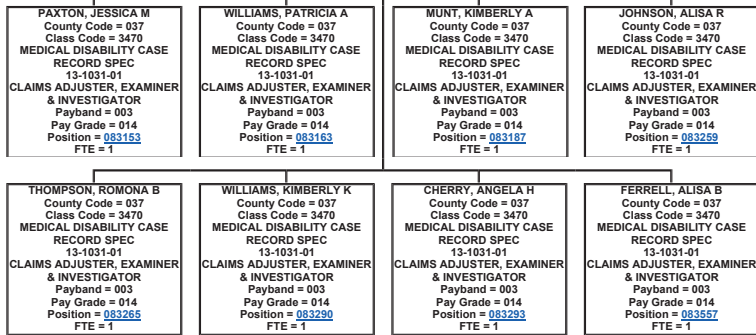 PAXTON, JESSICA M
County Code = 037
Class Code = 3470
MEDICAL DISABILITY CASE
RECORD SPEC
13-1031-01
CLAIMS ADJUSTER, EXAMINER
& INVESTIGATOR
Payband = 003
Pay Grade = 014
Position = 083153
FTE = 1
WILLIAMS, PATRICIA A
County Code = 037
Class Code = 3470
MEDICAL DISABILITY CASE
RECORD SPEC
13-1031-01
CLAIMS ADJUSTER, EXAMINER
& INVESTIGATOR
Payband = 003
Pay Grade = 014
Position = 083163
FTE = 1
MUNT, KIMBERLY A
County Code = 037
Class Code = 3470
MEDICAL DISABILITY CASE
RECORD SPEC
13-1031-01
CLAIMS ADJUSTER, EXAMINER
& INVESTIGATOR
Payband = 003
Pay Grade = 014
Position = 083187
FTE = 1
JOHNSON, ALISA R
County Code = 037
Class Code = 3470
MEDICAL DISABILITY CASE
RECORD SPEC
13-1031-01
CLAIMS ADJUSTER, EXAMINER
& INVESTIGATOR
Payband = 003
Pay Grade = 014
Position = 083259
FTE = 1
THOMPSON, ROMONA B
County Code = 037
Class Code = 3470
MEDICAL DISABILITY CASE
RECORD SPEC
13-1031-01
CLAIMS ADJUSTER, EXAMINER
& INVESTIGATOR
Payband = 003
Pay Grade = 014
Position = 083265
FTE = 1
WILLIAMS, KIMBERLY K
County Code = 037
Class Code = 3470
MEDICAL DISABILITY CASE
RECORD SPEC
13-1031-01
CLAIMS ADJUSTER, EXAMINER
& INVESTIGATOR
Payband = 003
Pay Grade = 014
Position = 083290
FTE = 1
CHERRY, ANGELA H
County Code = 037
Class Code = 3470
MEDICAL DISABILITY CASE
RECORD SPEC
13-1031-01
CLAIMS ADJUSTER, EXAMINER
& INVESTIGATOR
Payband = 003
Pay Grade = 014
Position = 083293
FTE = 1
FERRELL, ALISA B
County Code = 037
Class Code = 3470
MEDICAL DISABILITY CASE
RECORD SPEC
13-1031-01
CLAIMS ADJUSTER, EXAMINER
& INVESTIGATOR
Payband = 003
Pay Grade = 014
Position = 083557
FTE = 1